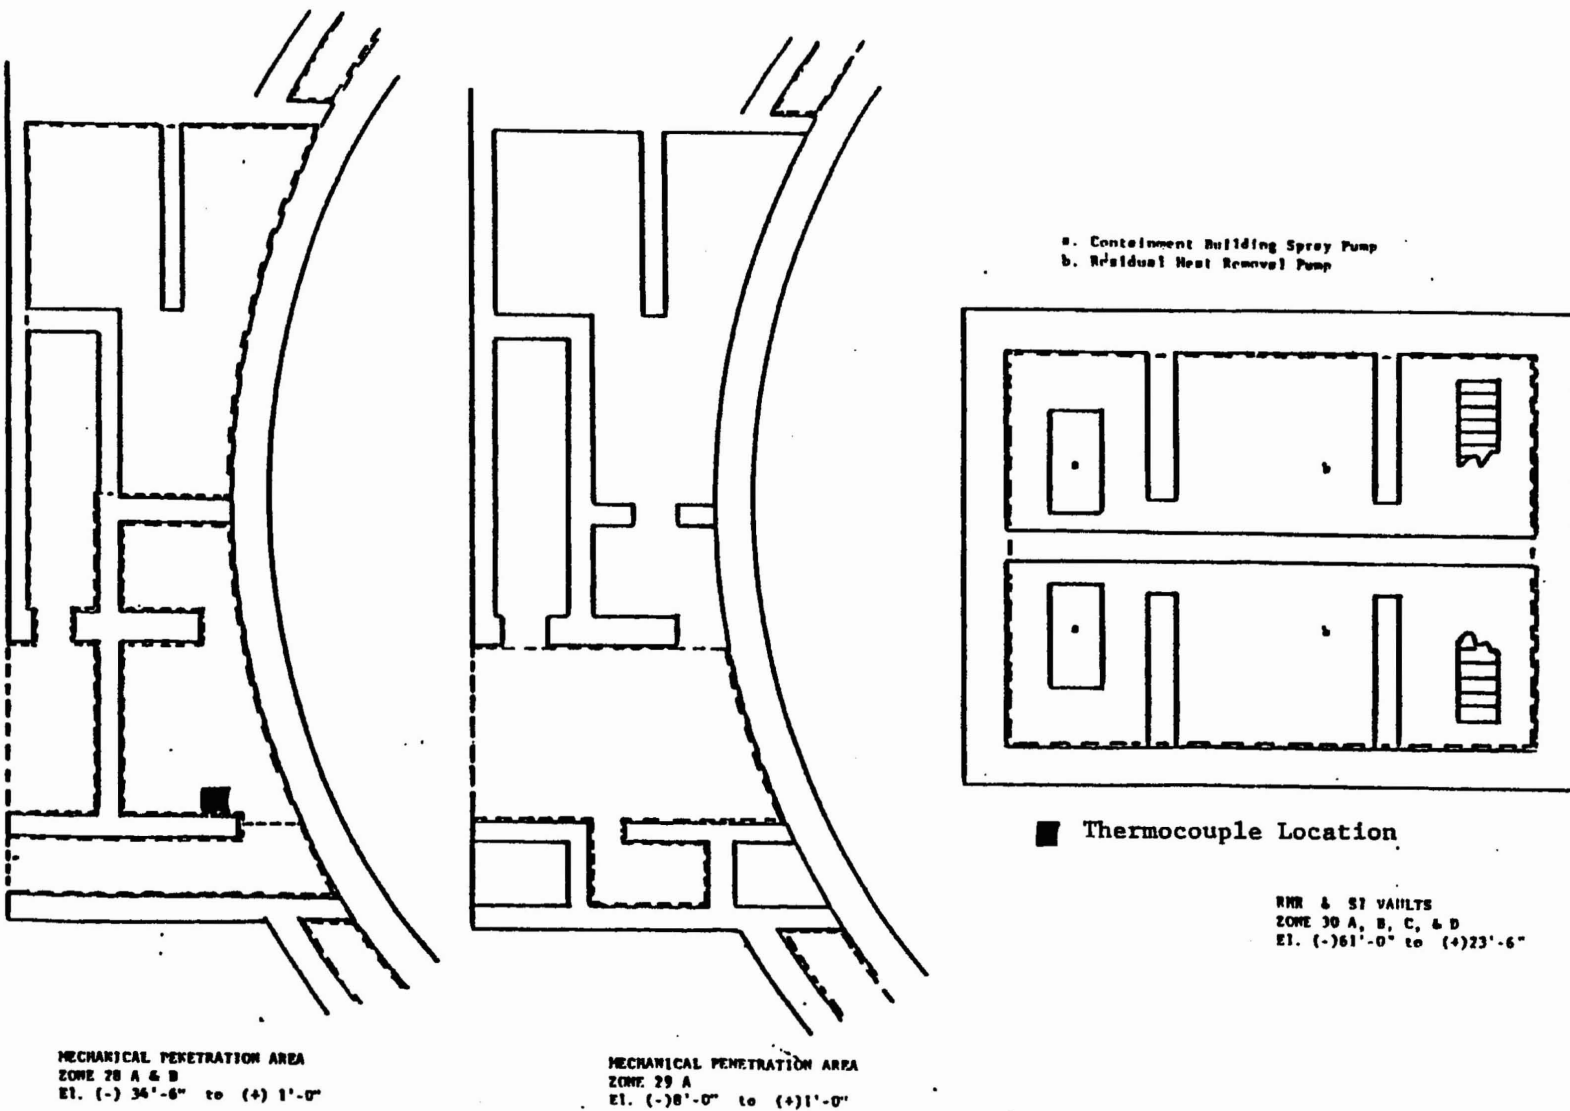 a. Containment Building Spray Pump
b. Residual Heat Removal Pump
a
b
a
b
Thermocouple Location
RHR & SI VAULTS
ZONE 30 A, B, C, & D
El. (-)61'-0" to (+)23'-6"
MECHANICAL PENETRATION AREA
ZONE 28 A & B
El. (-) 34'-6" to (+) 1'-0"
MECHANICAL PENETRATION AREA
ZONE 29 A
El. (-)8'-0" to (+)1'-0"